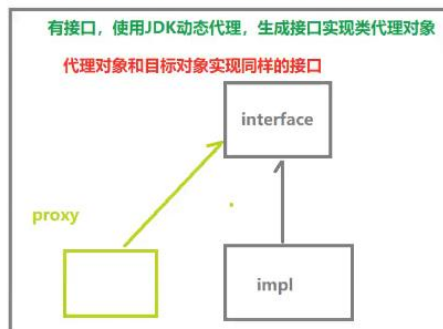 有接口，使用JDK动态代理，生成接口实现类代理对象
代理对象和目标对象实现同样的接口
interface
proxy
impl